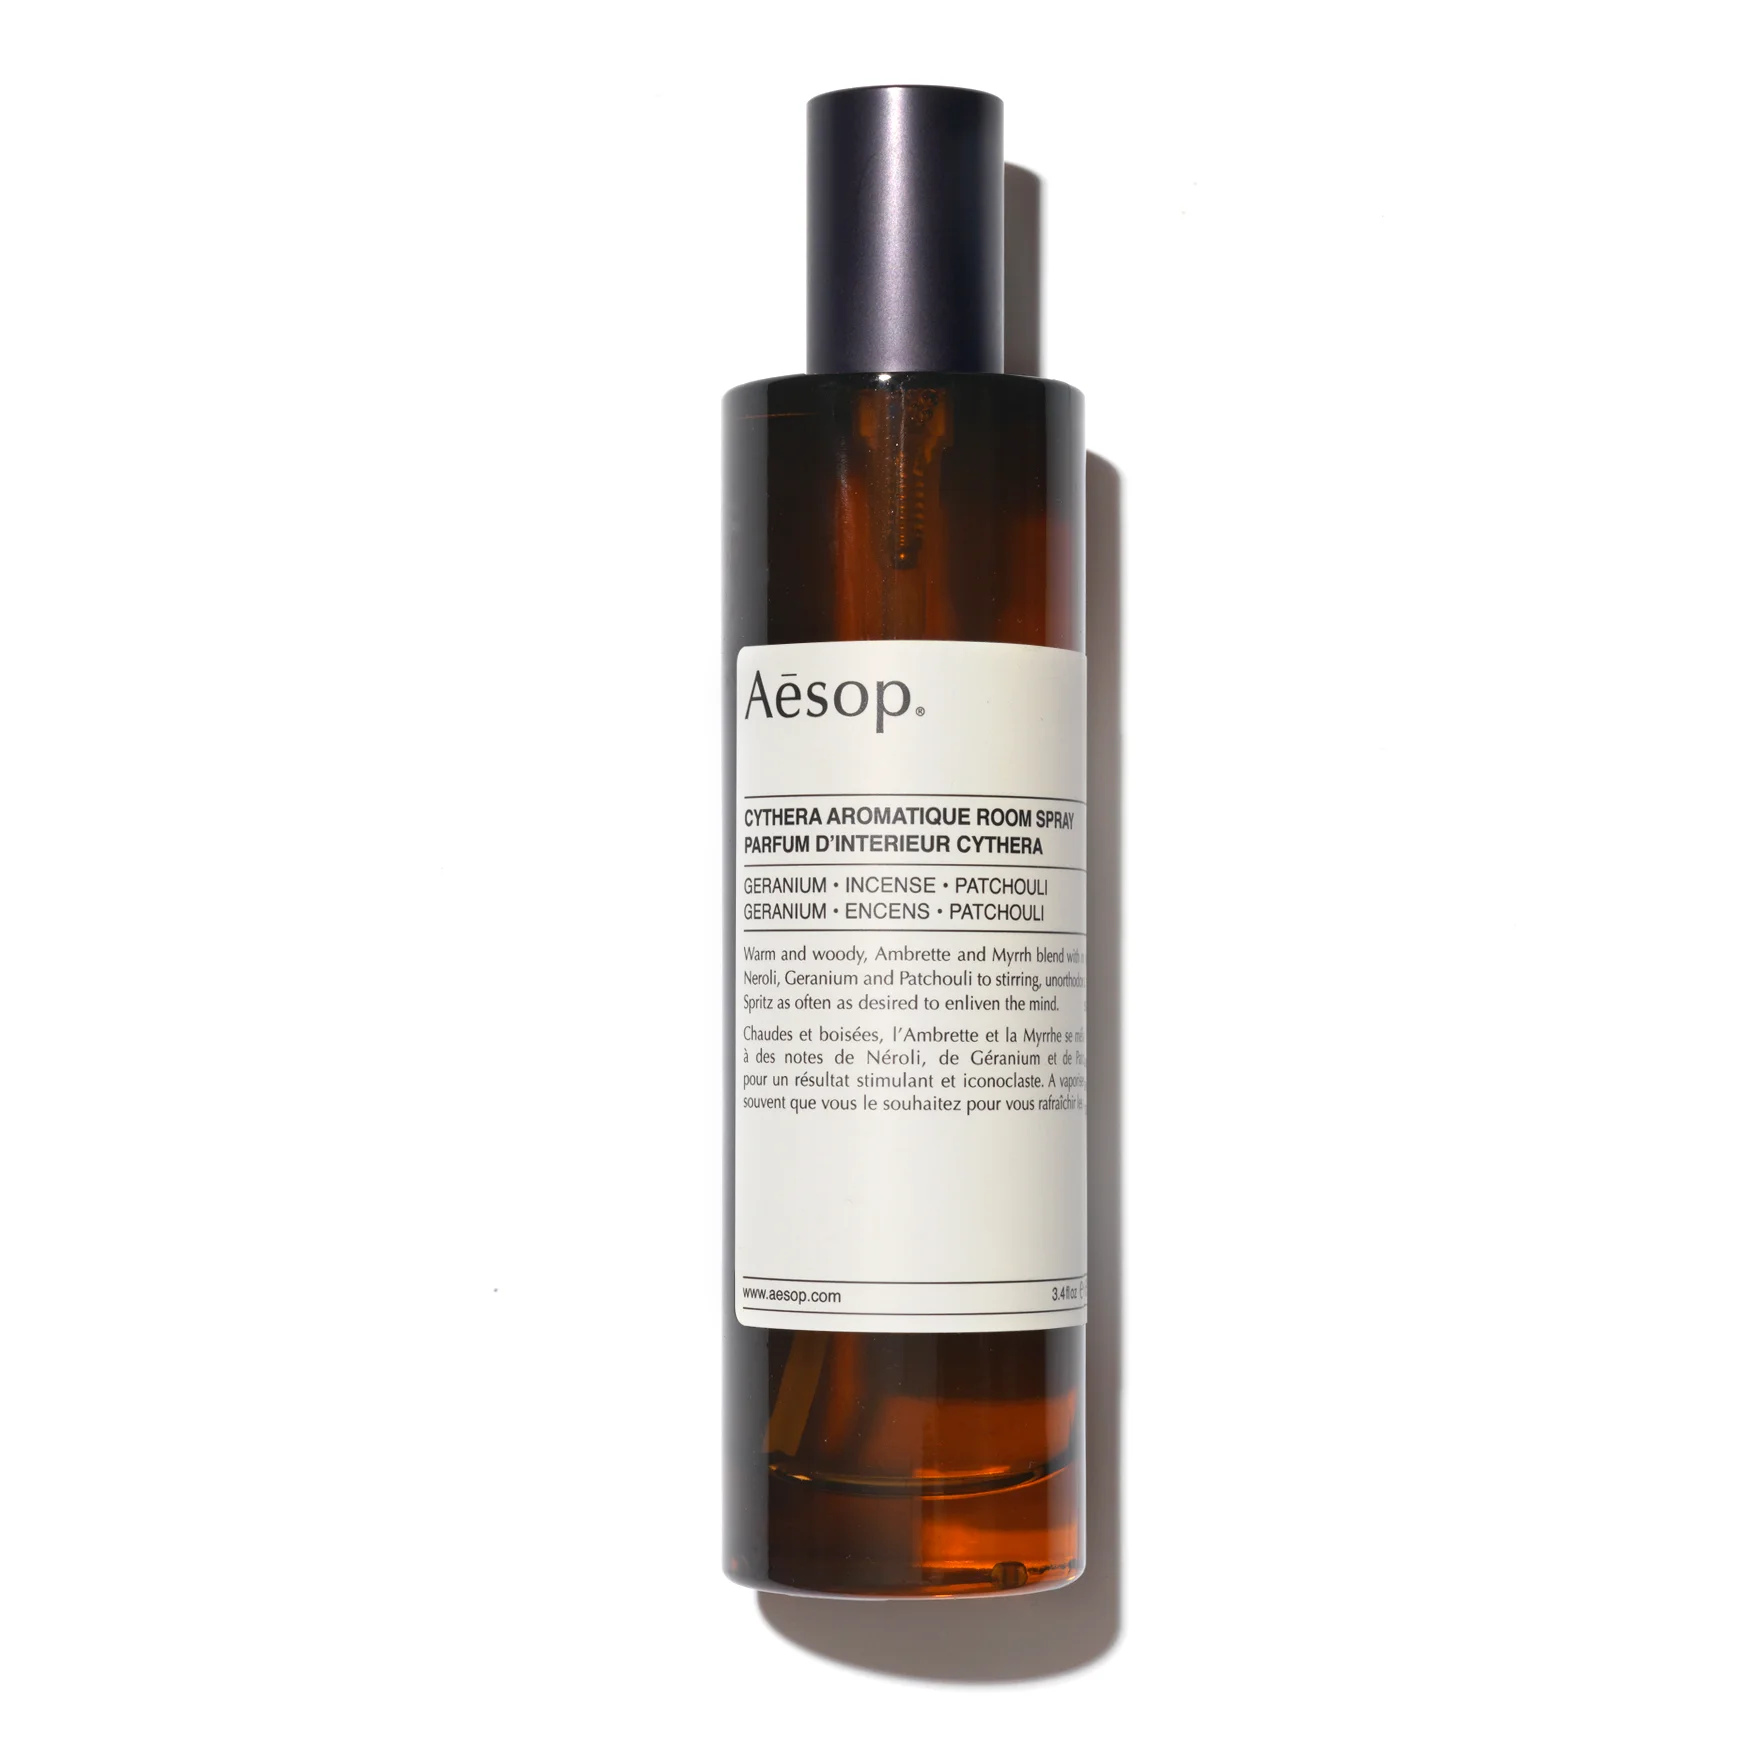 Aēsop®
CYTHERA AROMATIQUE ROOM SPRAY
PARFUM D'INTERIEUR CYTHERA
GERANIUM • INCENSE • PATCHOULI
GERANIUM • ENCENS • PATCHOULI
Warm and woody, Ambrette and Myrrh blend with
Neroli, Geranium and Patchouli to stirring,
Spritz as often as desired to enliven the mind.
Chaudes et boisées, l'Ambrette et la Myrrhe se
à des notes de Néroli, de Géranium et de
pour un résultat stimulant et iconoclaste. A
souvent que vous le souhaitez pour vous rafraîchir les
www.aesop.com
3.4 fl oz e